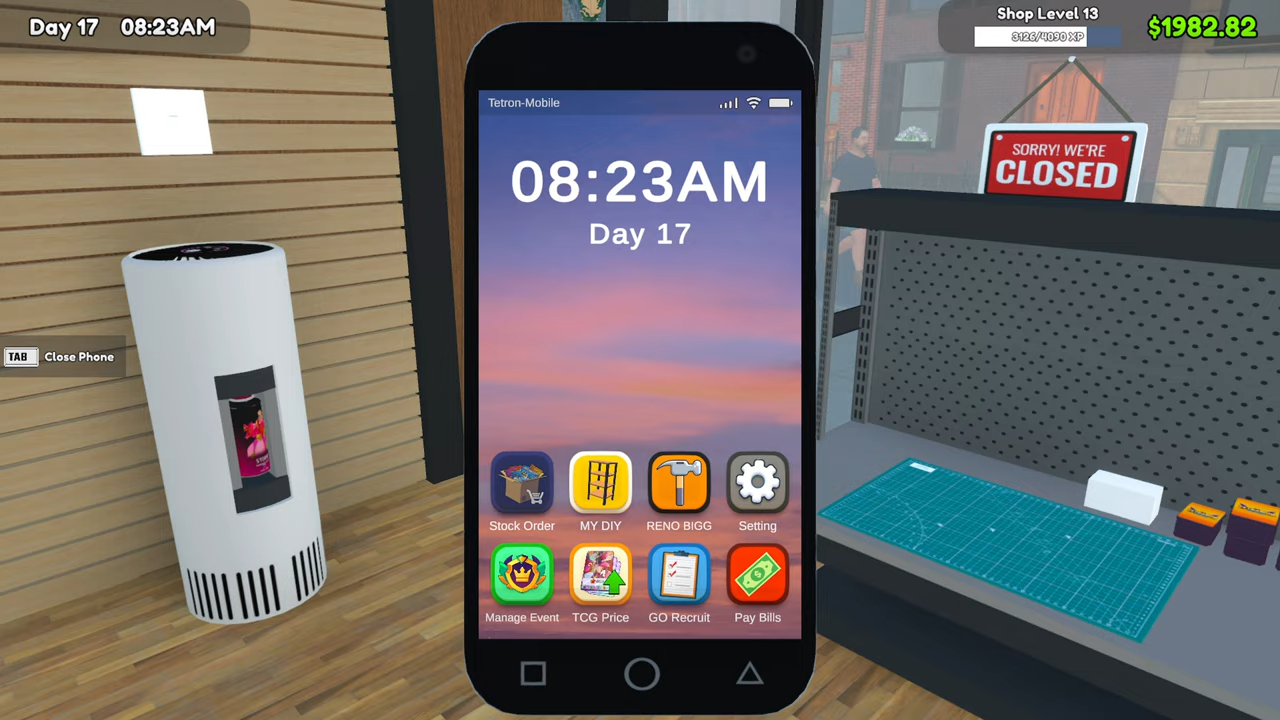 Day 17 08:23AM
Shop Level 13
3126/4090 XP
$1982.82
Tetron-Mobile
08:23AM
Day 17
SORRY! WE'RE
CLOSED
TAB Close Phone
Stock Order
MY DIY
RENO BIGG
Setting
Manage Event
TCG Price
GO Recruit
Pay Bills